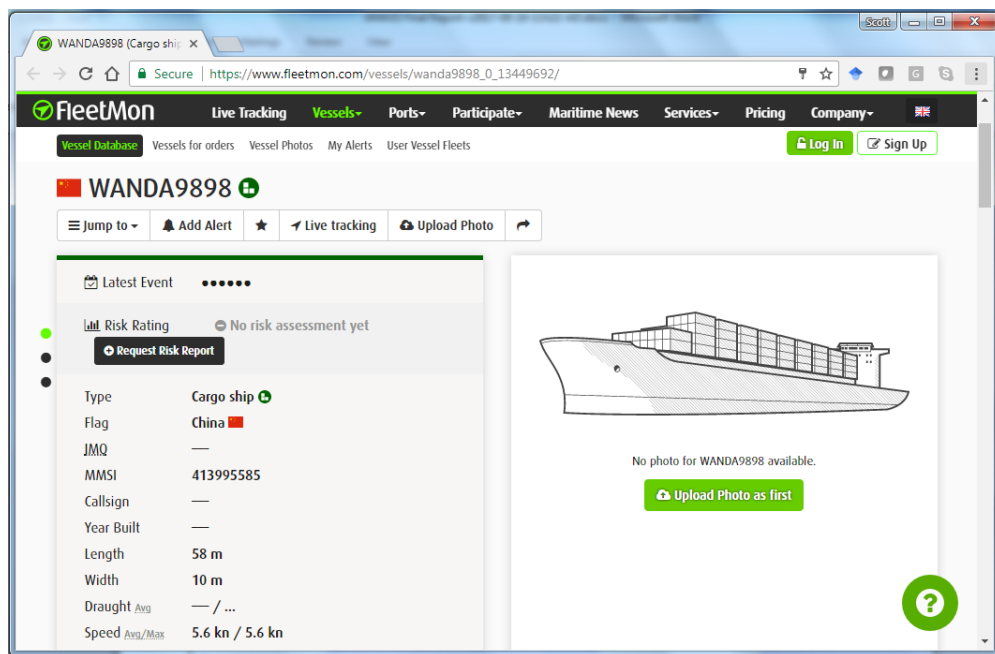 Scott
WANDA9898 (Cargo ship
Secure | https://www.fleetmon.com/vessels/wanda9898_0_13449692/
FleetMon Live Tracking Vessels Ports Participate Maritime News Services Pricing Company
Vessel Database Vessels for orders Vessel Photos My Alerts User Vessel Fleets Log In Sign Up
WANDA9898
Jump to Add Alert Live tracking Upload Photo
Latest Event ••••••
Risk Rating No risk assessment yet
Request Risk Report
Type Cargo ship
Flag China
JMO —
MMSI 413995585
Callsign —
Year Built —
Length 58 m
Width 10 m
Draught Avg — / ...
Speed Avg/Max 5.6 kn / 5.6 kn
No photo for WANDA9898 available.
Upload Photo as first
?